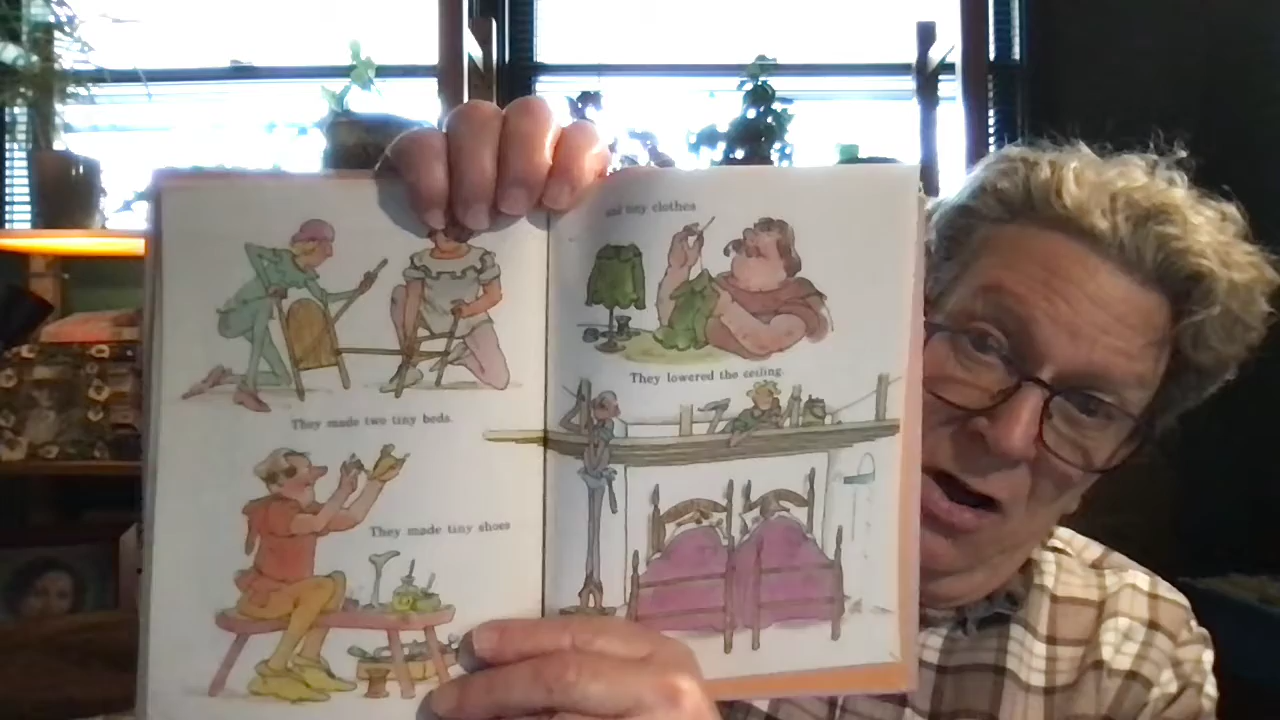 They made two tiny beds.
They made tiny shoes
and tiny clothes
They lowered the ceiling.